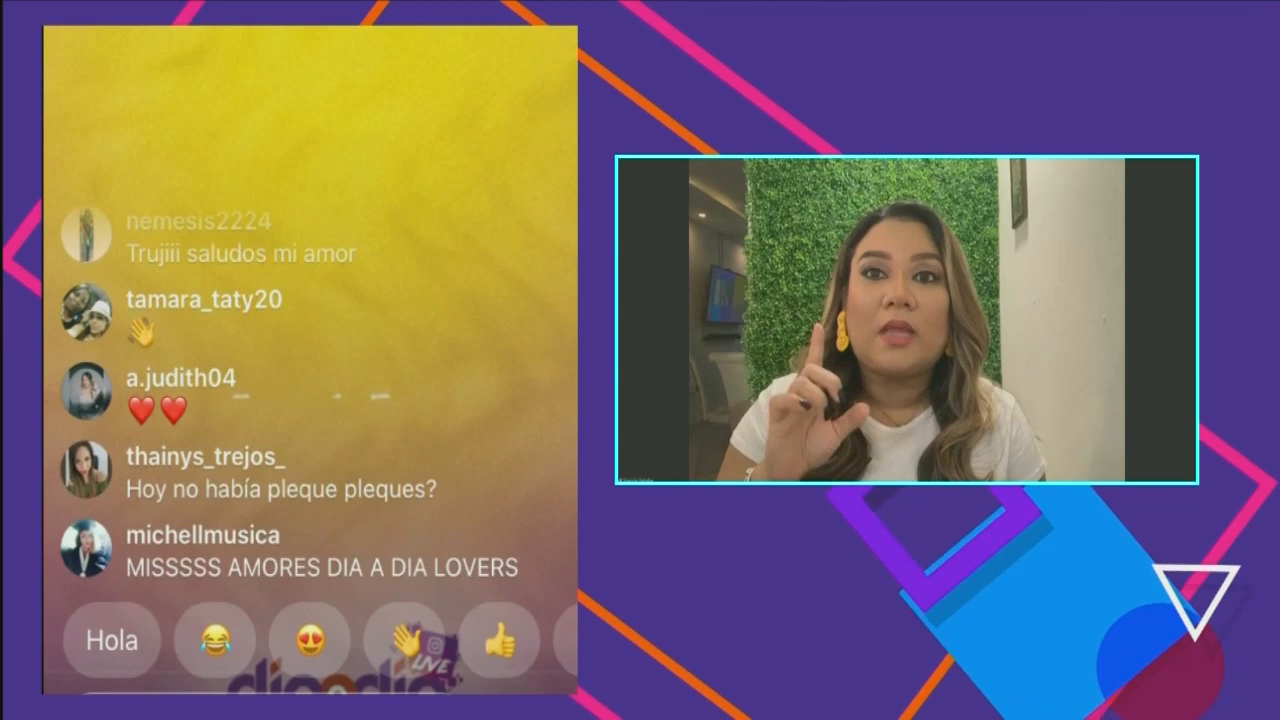 nemesis2224
Trujiii saludos mi amor
tamara_taty20
👋
a.judith04
❤️❤️
thainys_trejos_
Hoy no había pleque pleques?
michellmusica
MISSSSS AMORES DIA A DIA LOVERS
Hola
LIVE